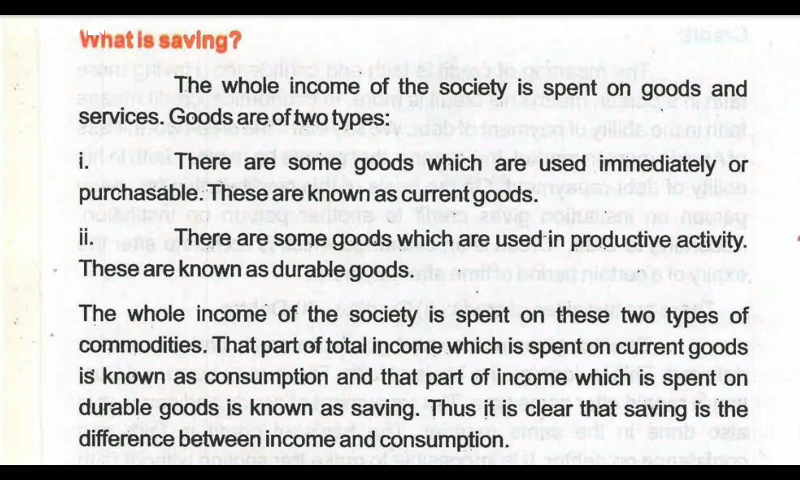 What is saving?
The whole income of the society is spent on goods and
services. Goods are of two types:
i. There are some goods which are used immediately or
purchasable. These are known as current goods.
ii. There are some goods which are used in productive activity.
These are known as durable goods.
The whole income of the society is spent on these two types of
commodities. That part of total income which is spent on current goods
is known as consumption and that part of income which is spent on
durable goods is known as saving. Thus it is clear that saving is the
difference between income and consumption.